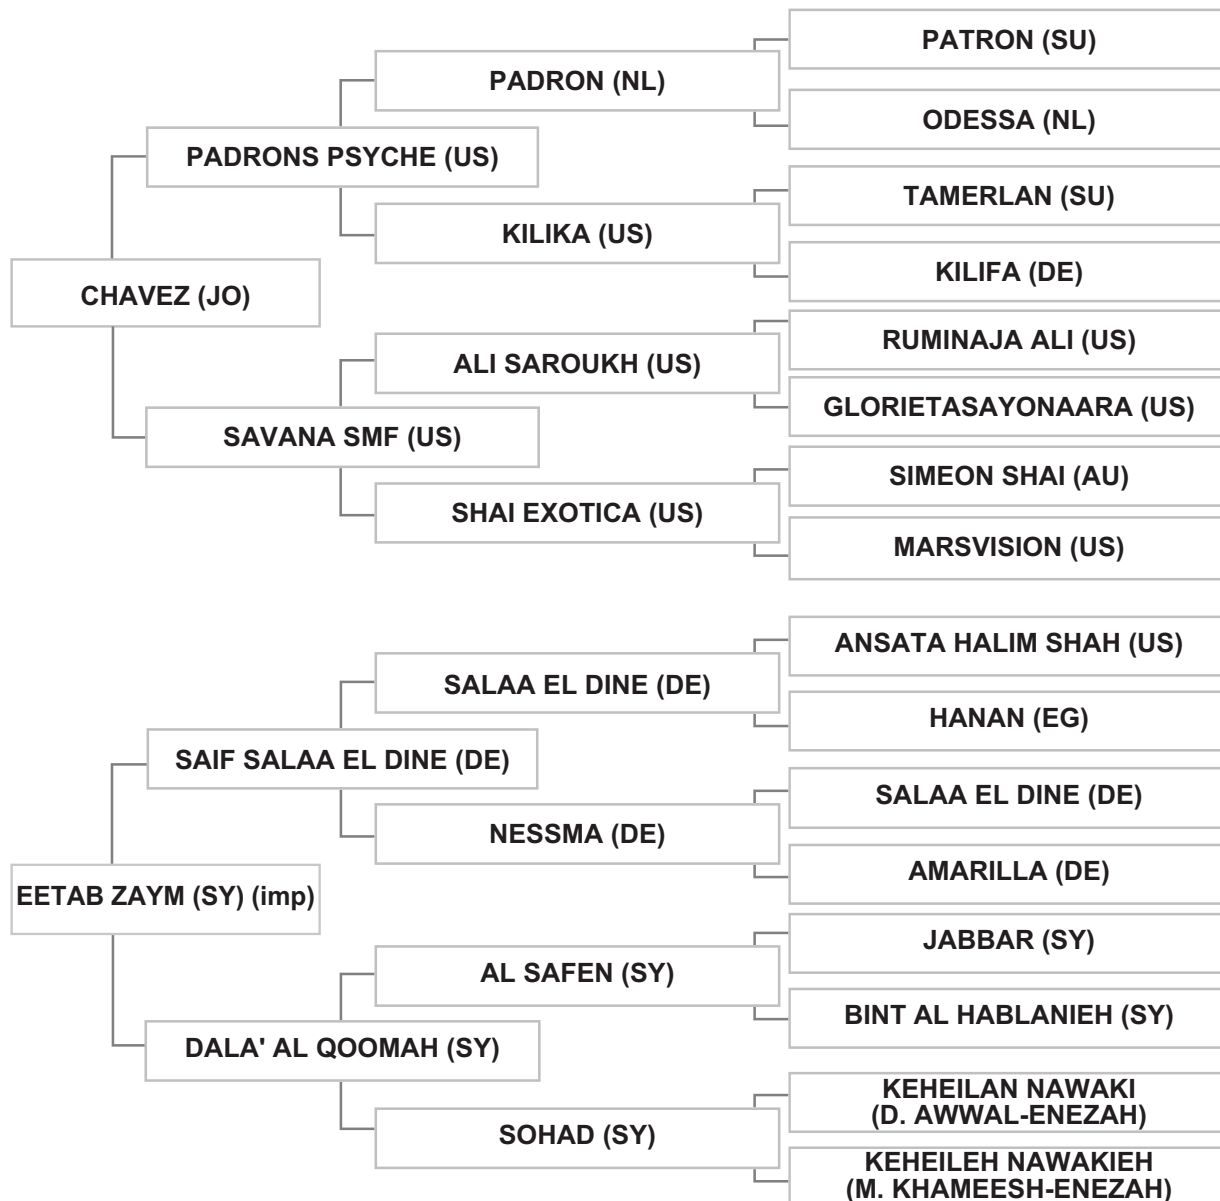 PATRON (SU)
PADRON (NL)
ODESSA (NL)
PADRONS PSYCHE (US)
TAMERLAN (SU)
KILIKA (US)
KILIFA (DE)
CHAVEZ (JO)
RUMINAJA ALI (US)
ALI SAROUKH (US)
GLORIETASAYONAARA (US)
SAVANA SMF (US)
SIMEON SHAI (AU)
SHAI EXOTICA (US)
MARSVISION (US)
ANSATA HALIM SHAH (US)
SALAA EL DINE (DE)
HANAN (EG)
SAIF SALAA EL DINE (DE)
SALAA EL DINE (DE)
NESSMA (DE)
AMARILLA (DE)
EETAB ZAYM (SY) (imp)
JABBAR (SY)
AL SAFEN (SY)
BINT AL HABLANIEH (SY)
DALA' AL QOOMAH (SY)
KEHEILAN NAWAKI
(D. AWWAL-ENEZAH)
SOHAD (SY)
KEHEILEH NAWAKIEH
(M. KHAMEESH-ENEZAH)